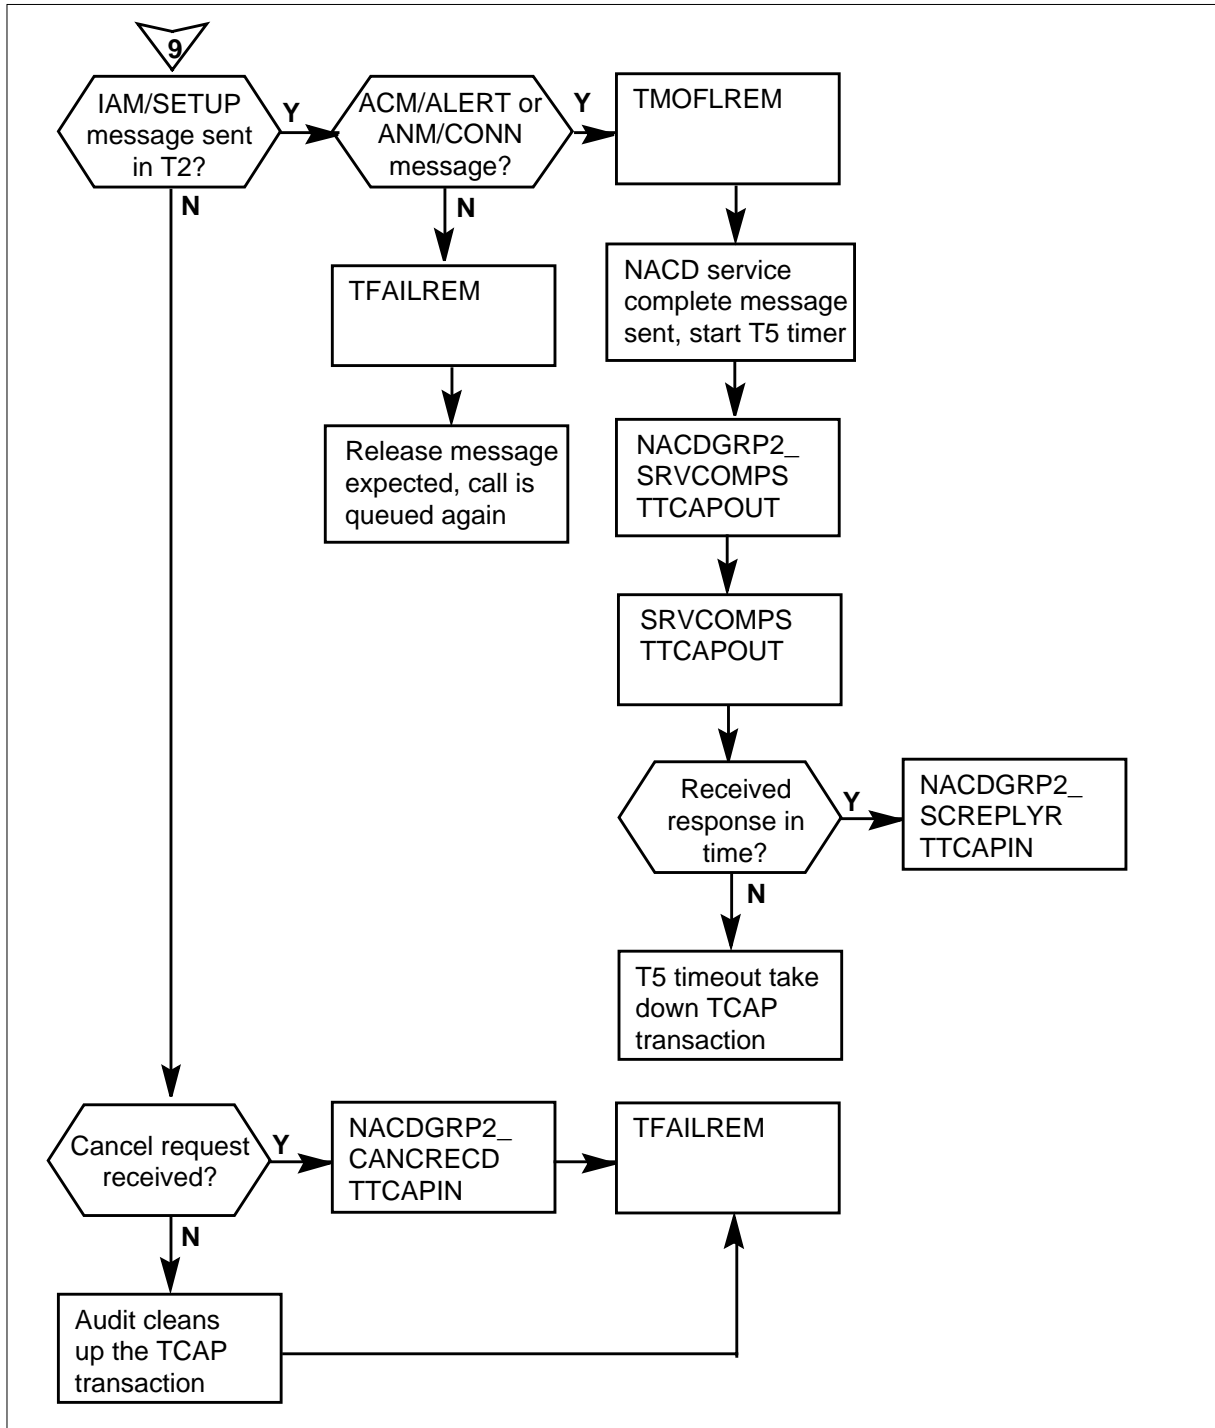 9
IAM/SETUP
message sent
in T2?
Y
ACM/ALERT or
ANM/CONN
message?
Y
TMOFLREM
N
N
TFAILREM
NACD service
complete message
sent, start T5 timer
Release message
expected, call is
queued again
NACDGRP2_
SRVCOMPS
TTCAPOUT
SRVCOMPS
TTCAPOUT
Received
response in
time?
Y
NACDGRP2_
SCREPLYR
TTCAPIN
N
T5 timeout take
down TCAP
transaction
Cancel request
received?
Y
NACDGRP2_
CANCRECD
TTCAPIN
TFAILREM
N
Audit cleans
up the TCAP
transaction